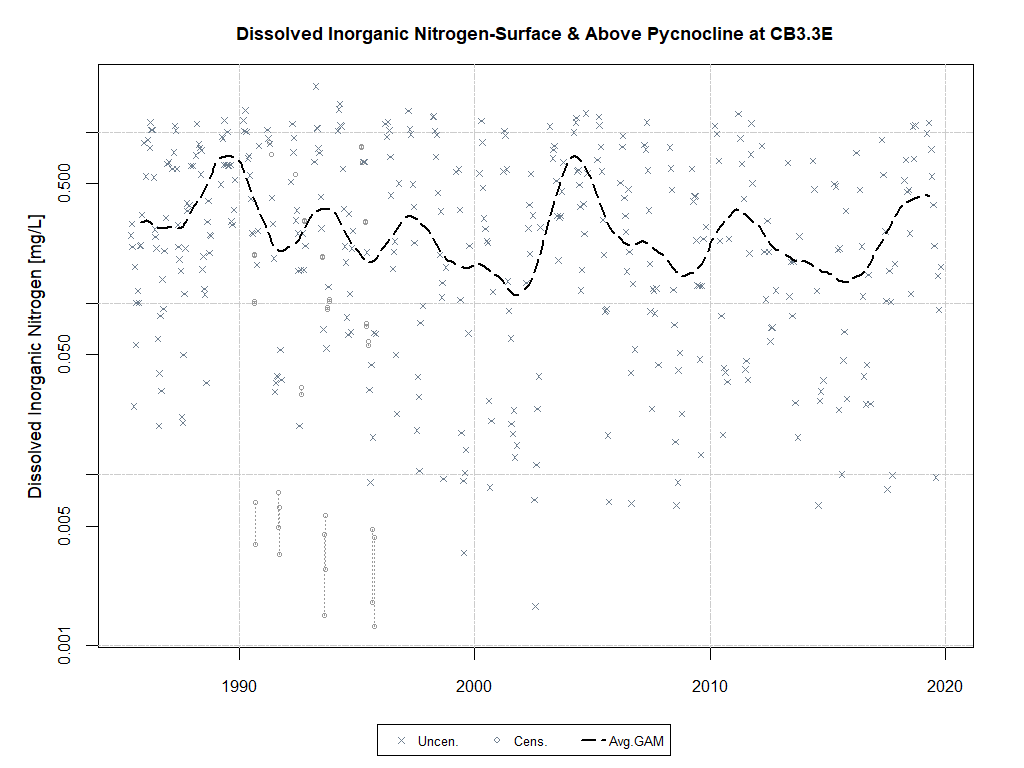 Dissolved Inorganic Nitrogen-Surface & Above Pycnocline at CB3.3E
Dissolved Inorganic Nitrogen [mg/L]
0.500
0.050
0.005
0.001
1990 2000 2010 2020
Uncen. Cens. Avg.GAM